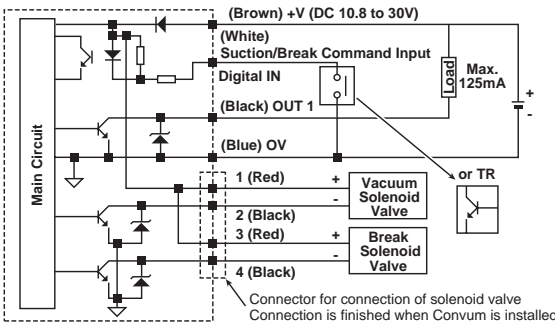 (Brown) +V (DC 10.8 to 30V)
(White)
Suction/Break Command Input
Digital IN
Load
Max.
125mA
+
-
(Black) OUT 1
(Blue) OV
Main Circuit
or TR
1 (Red)
+
Vacuum
Solenoid
Valve
-
2 (Black)
3 (Red)
+
Break
Solenoid
Valve
-
4 (Black)
Connector for connection of solenoid valve
Connection is finished when Convum is installed